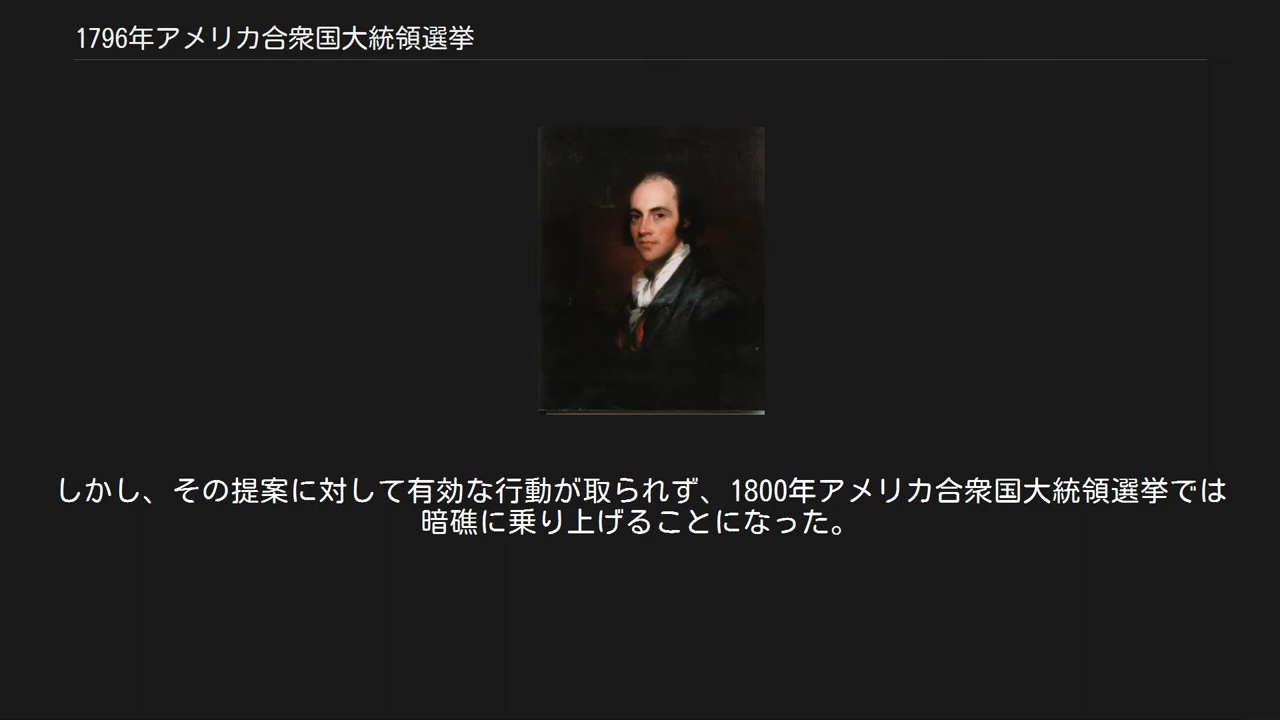 1796年アメリカ合衆国大統領選挙
しかし、その提案に対して有効な行動が取られず、1800年アメリカ合衆国大統領選挙では
暗礁に乗り上げることになった。